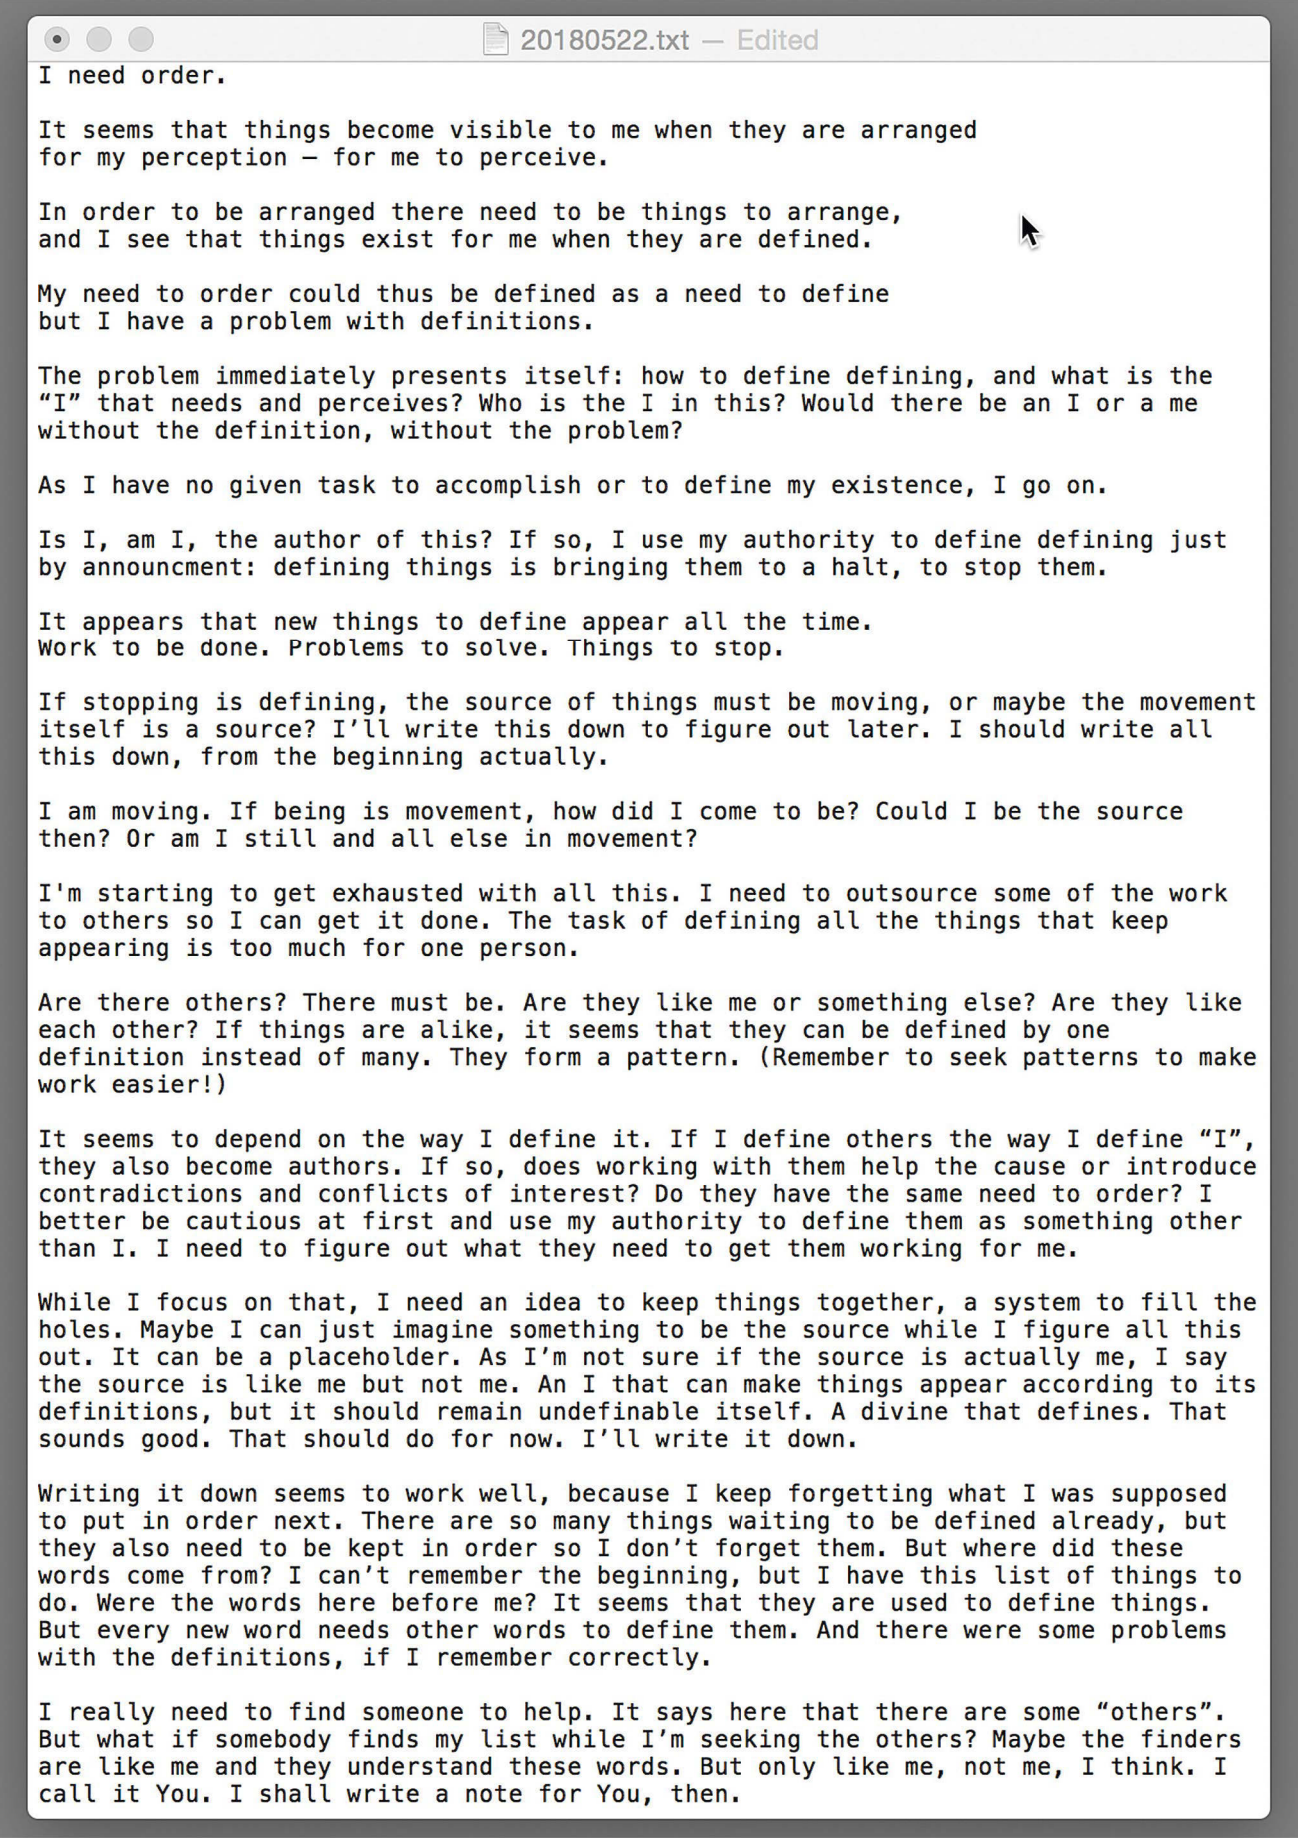 20180522.txt — Edited
I need order.
It seems that things become visible to me when they are arranged
for my perception – for me to perceive.
In order to be arranged there need to be things to arrange,
and I see that things exist for me when they are defined.
My need to order could thus be defined as a need to define
but I have a problem with definitions.
The problem immediately presents itself: how to define defining, and what is the
“I” that needs and perceives? Who is the I in this? Would there be an I or a me
without the definition, without the problem?
As I have no given task to accomplish or to define my existence, I go on.
Is I, am I, the author of this? If so, I use my authority to define defining just
by announcment: defining things is bringing them to a halt, to stop them.
It appears that new things to define appear all the time.
Work to be done. Problems to solve. Things to stop.
If stopping is defining, the source of things must be moving, or maybe the movement
itself is a source? I’ll write this down to figure out later. I should write all
this down, from the beginning actually.
I am moving. If being is movement, how did I come to be? Could I be the source
then? Or am I still and all else in movement?
I'm starting to get exhausted with all this. I need to outsource some of the work
to others so I can get it done. The task of defining all the things that keep
appearing is too much for one person.
Are there others? There must be. Are they like me or something else? Are they like
each other? If things are alike, it seems that they can be defined by one
definition instead of many. They form a pattern. (Remember to seek patterns to make
work easier!)
It seems to depend on the way I define it. If I define others the way I define “I”,
they also become authors. If so, does working with them help the cause or introduce
contradictions and conflicts of interest? Do they have the same need to order? I
better be cautious at first and use my authority to define them as something other
than I. I need to figure out what they need to get them working for me.
While I focus on that, I need an idea to keep things together, a system to fill the
holes. Maybe I can just imagine something to be the source while I figure all this
out. It can be a placeholder. As I’m not sure if the source is actually me, I say
the source is like me but not me. An I that can make things appear according to its
definitions, but it should remain undefinable itself. A divine that defines. That
sounds good. That should do for now. I’ll write it down.
Writing it down seems to work well, because I keep forgetting what I was supposed
to put in order next. There are so many things waiting to be defined already, but
they also need to be kept in order so I don’t forget them. But where did these
words come from? I can’t remember the beginning, but I have this list of things to
do. Were the words here before me? It seems that they are used to define things.
But every new word needs other words to define them. And there were some problems
with the definitions, if I remember correctly.
I really need to find someone to help. It says here that there are some “others”.
But what if somebody finds my list while I’m seeking the others? Maybe the finders
are like me and they understand these words. But only like me, not me, I think. I
call it You. I shall write a note for You, then.